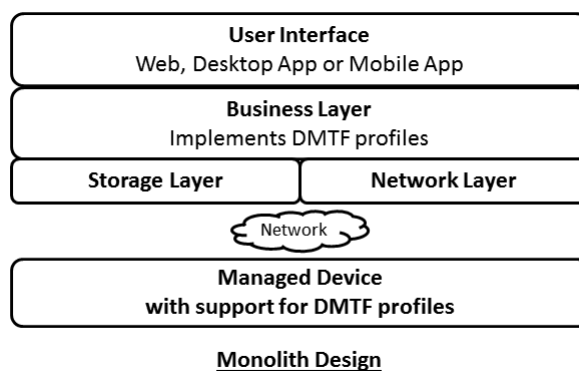 User Interface
Web, Desktop App or Mobile App
Business Layer
Implements DMTF profiles
Storage Layer
Network Layer
Network
Managed Device
with support for DMTF profiles
Monolith Design